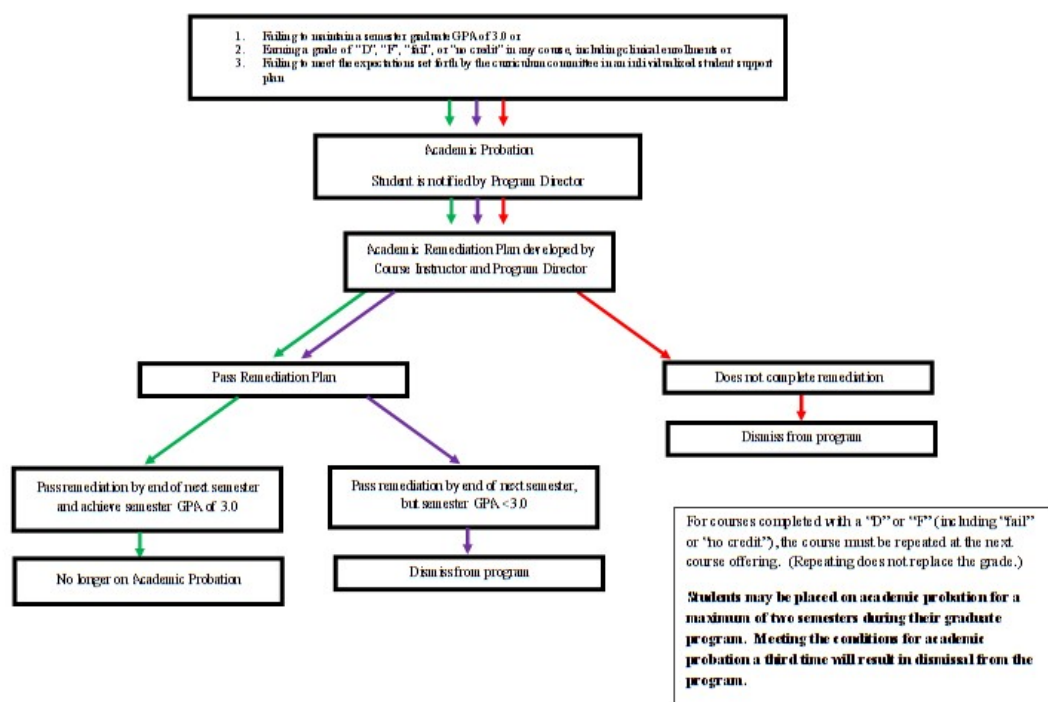 1. Failing to maintain a semester graduate GPA of 3.0 or
2. Earning a grade of "D", "F", "fail", or "no credit" in any course, including clinical enrollments or
3. Failing to meet the expectations set forth by the curriculum committee in an individualized student support
plan
Academic Probation
Student is notified by Program Director
Academic Remediation Plan developed by
Course Instructor and Program Director
Pass Remediation Plan
Does not complete remediation
Dismiss from program
Pass remediation by end of next semester
and achieve semester GPA of 3.0
Pass remediation by end of next semester,
but semester GPA <3.0
No longer on Academic Probation
Dismiss from program
For courses completed with a "D" or "F" (including "fail"
or "no credit"), the course must be repeated at the next
course offering. (Repeating does not replace the grade.)
Students may be placed on academic probation for a
maximum of two semesters during their graduate
program. Meeting the conditions for academic
probation a third time will result in dismissal from the
program.